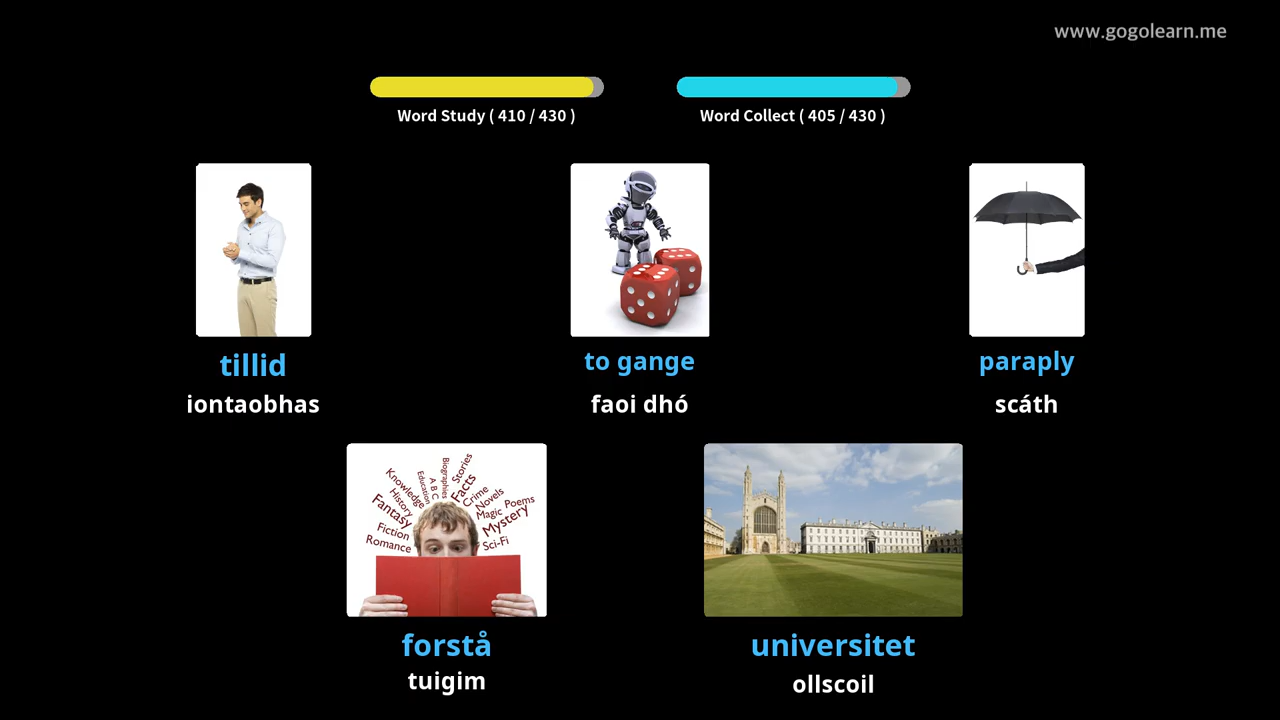 www.gogolearn.me
Word Study ( 410 / 430 )
Word Collect ( 405 / 430 )
tillid
iontaobhas
to gange
faoi dhó
paraply
scáth
Knowledge
History
Fantasy
Fiction
Romance
Education
A B C
Biographies
Stories
Facts
Crime
Novels
Magic
Poems
Mystery
Sci-Fi
forstå
tuigim
universitet
ollscoil